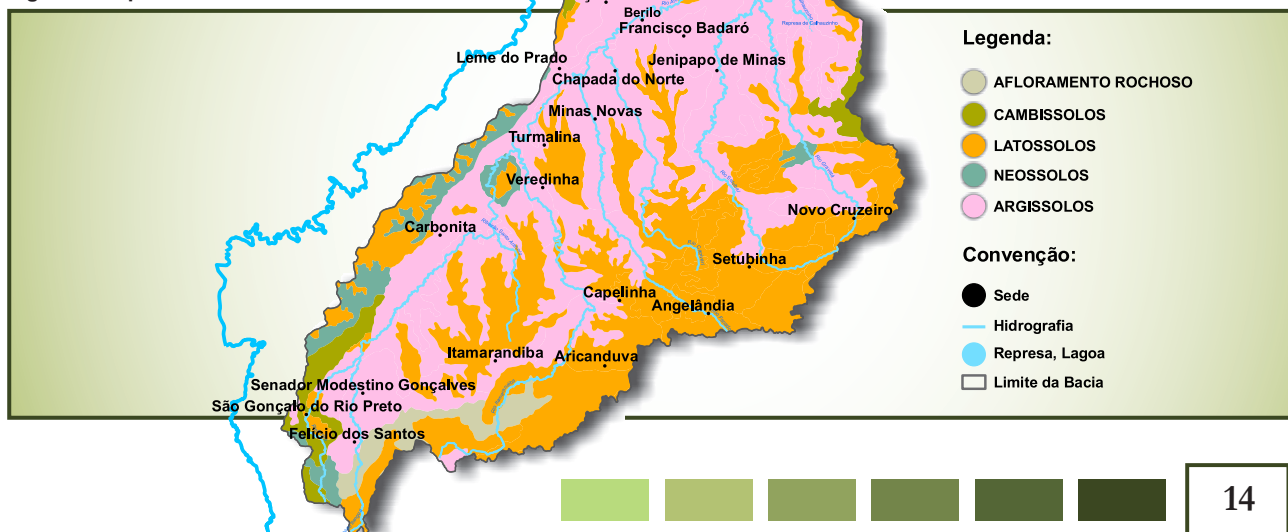 Berilo
Francisco Badaró
Leme do Prado
Jenipapo de Minas
Chapada do Norte
Minas Novas
Turmalina
Veredinha
Novo Cruzeiro
Carbonita
Setubinha
Capelinha
Angelândia
Itamarandiba
Aricanduva
Senador Modestino Gonçalves
São Gonçalo do Rio Preto
Felício dos Santos
Legenda:
AFLORAMENTO ROCHOSO
CAMBISSOLOS
LATOSSOLOS
NEOSSOLOS
ARGISSOLOS
Convenção:
Sede
Hidrografia
Represa, Lagoa
Limite da Bacia
14